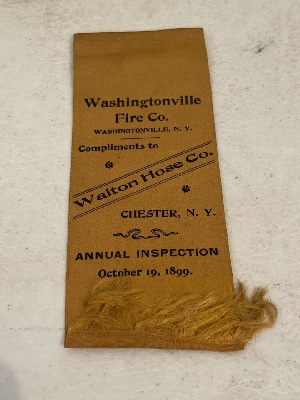 Washingtonville
Fire Co.
WASHINGTONVILLE, N. Y.
Compliments to
Walton Hose Co.
CHESTER, N. Y.
ANNUAL INSPECTION
October 19, 1899.